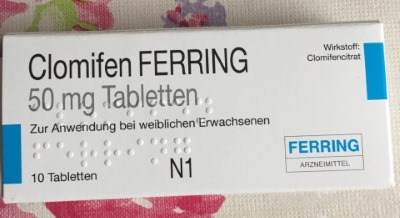 Clomifen FERRING
50 mg Tabletten
Wirkstoff:
Clomifencitrat
Zur Anwendung bei weiblichen Erwachsenen
N1
10 Tabletten
FERRING
ARZNEIMITTEL